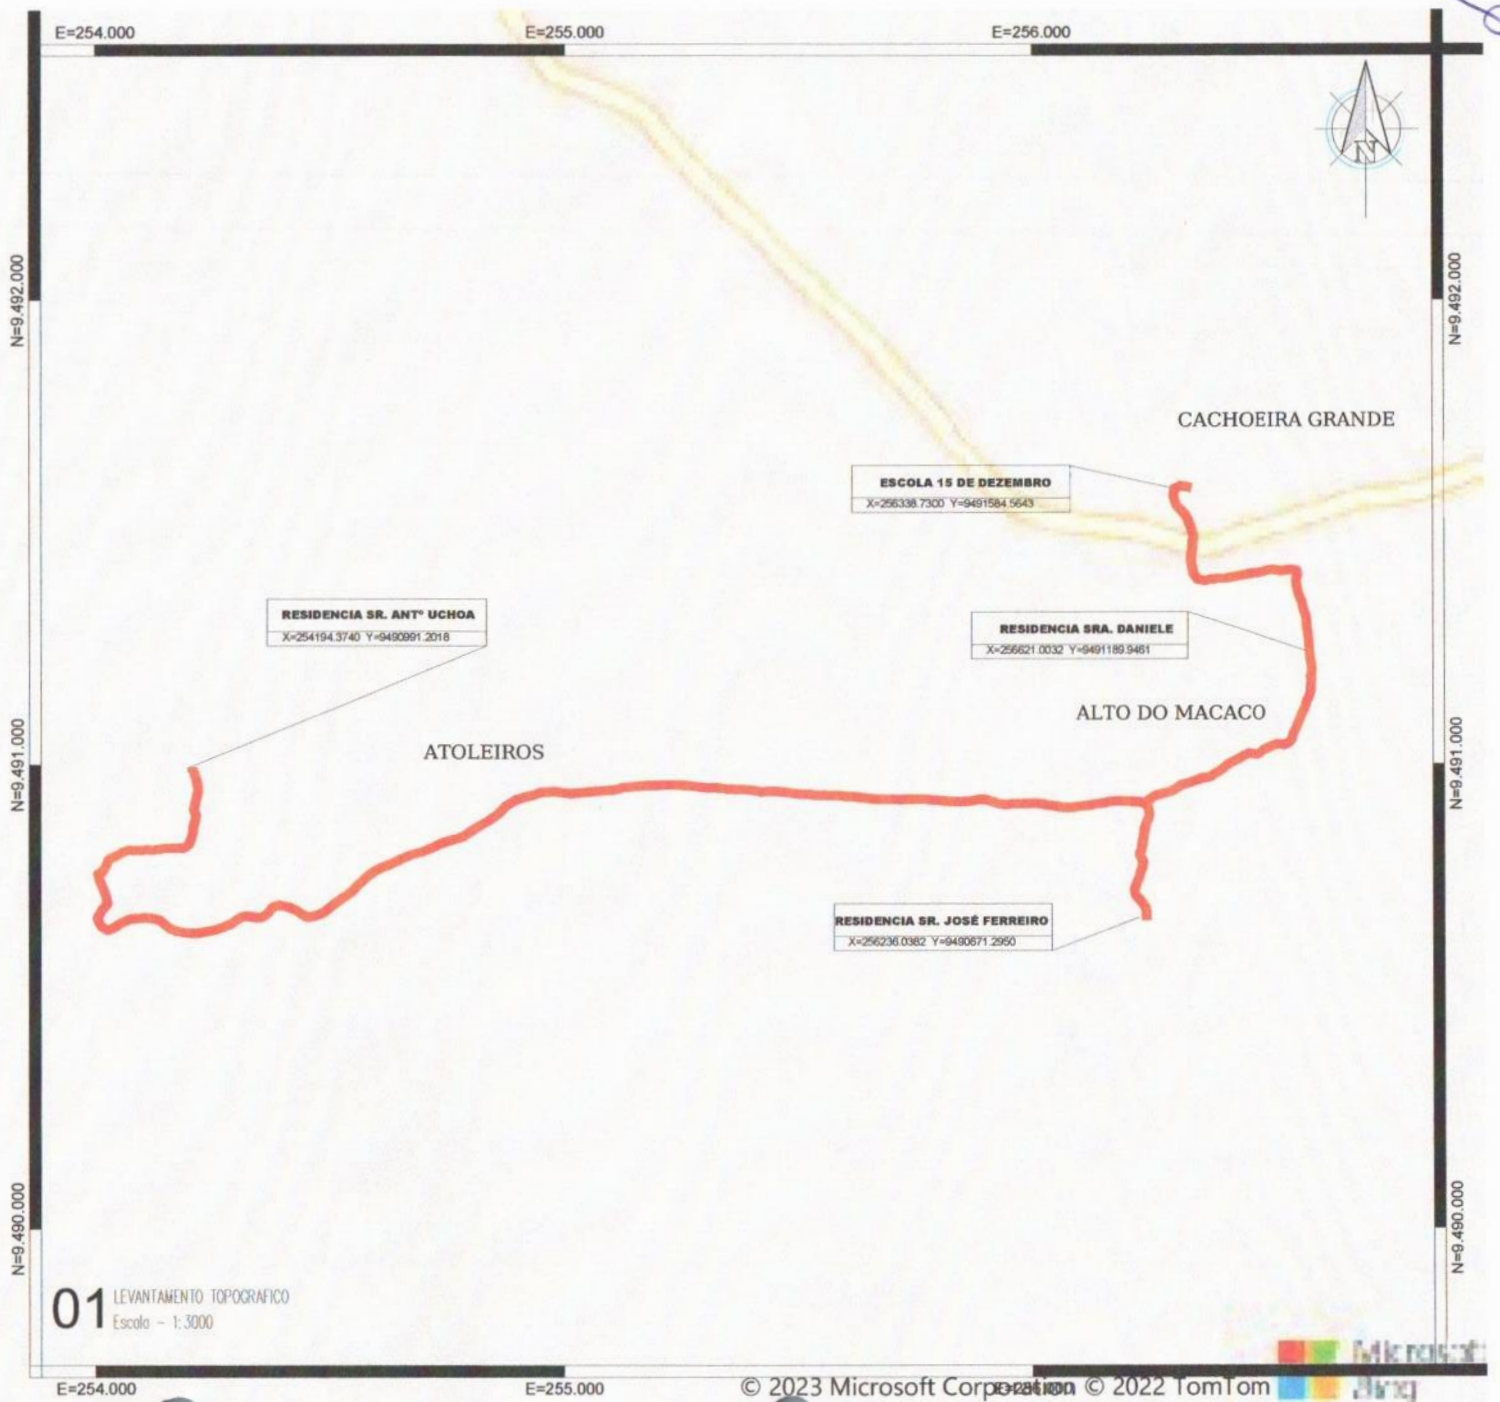 E=254.000 E=255.000 E=256.000
N
N=9.492.000 N=9.492.000
CACHOEIRA GRANDE
ESCOLA 15 DE DEZEMBRO
X=256338.7300 Y=9491584.5643
RESIDENCIA SR. ANTº UCHOA
X=254194.3740 Y=9490991.2018
RESIDENCIA SRA. DANIELE
X=256621.0032 Y=9491189.9461
ALTO DO MACACO
ATOLEIROS
N=9.491.000 N=9.491.000
RESIDENCIA SR. JOSÉ FERREIRO
X=256236.0382 Y=9490671.2950
N=9.490.000 N=9.490.000
01 LEVANTAMENTO TOPOGRAFICO
Escala - 1:3000
Microsoft
Bing
E=254.000 E=255.000 E=256.000
© 2023 Microsoft Corporation © 2022 TomTom